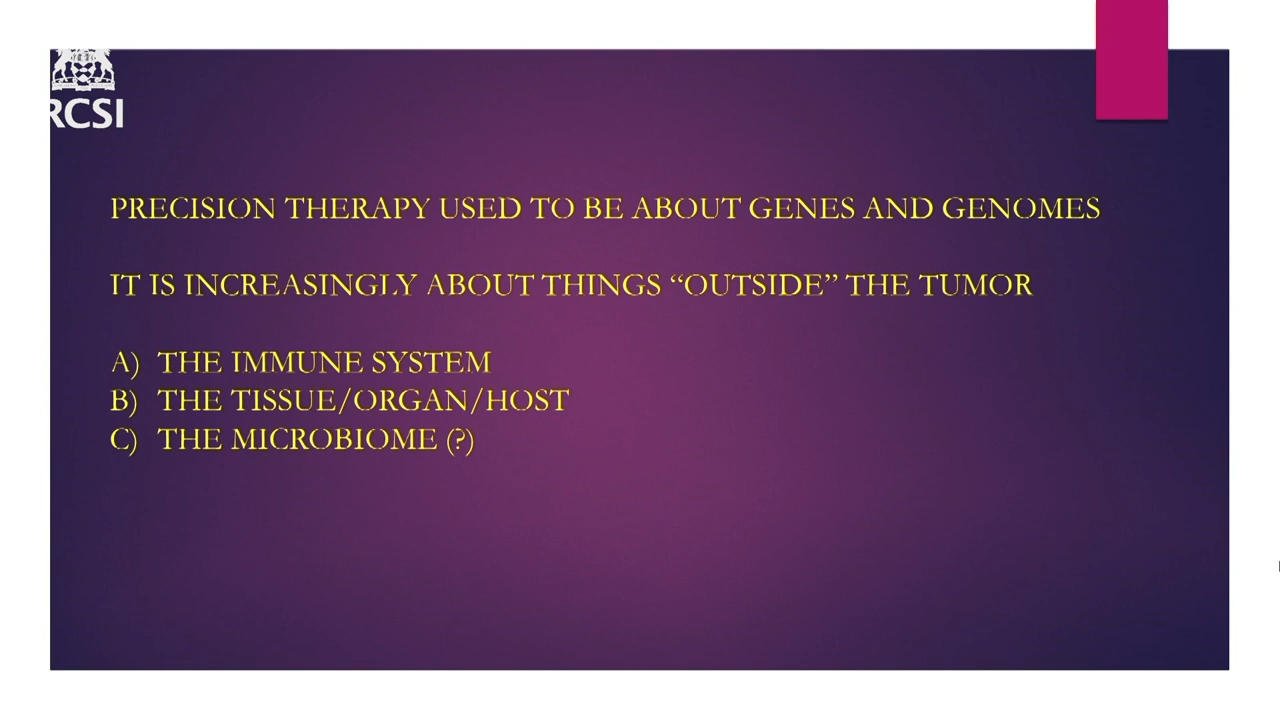 RCSI
PRECISION THERAPY USED TO BE ABOUT GENES AND GENOMES
IT IS INCREASINGLY ABOUT THINGS “OUTSIDE” THE TUMOR
A) THE IMMUNE SYSTEM
B) THE TISSUE/ORGAN/HOST
C) THE MICROBIOME (?)